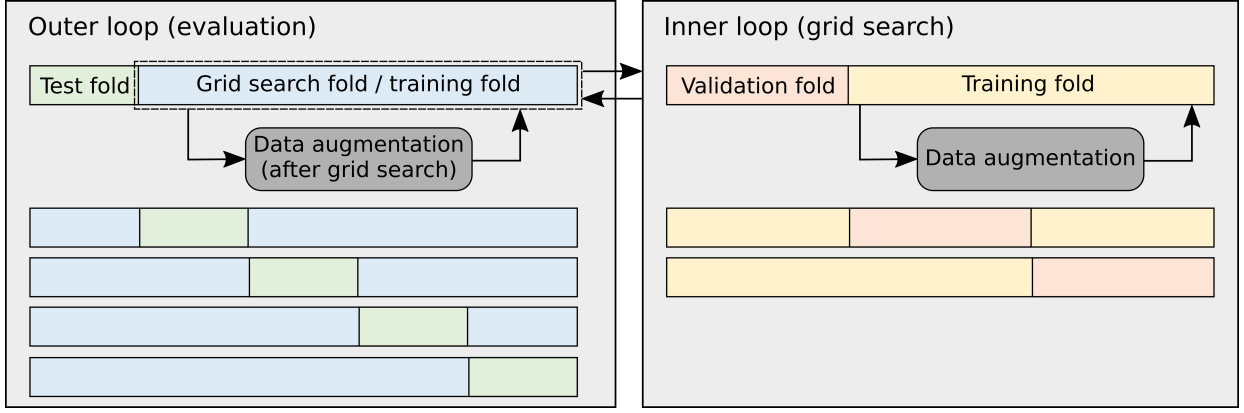 Outer loop (evaluation)
Test fold
Grid search fold / training fold
Data augmentation
(after grid search)
Inner loop (grid search)
Validation fold
Training fold
Data augmentation